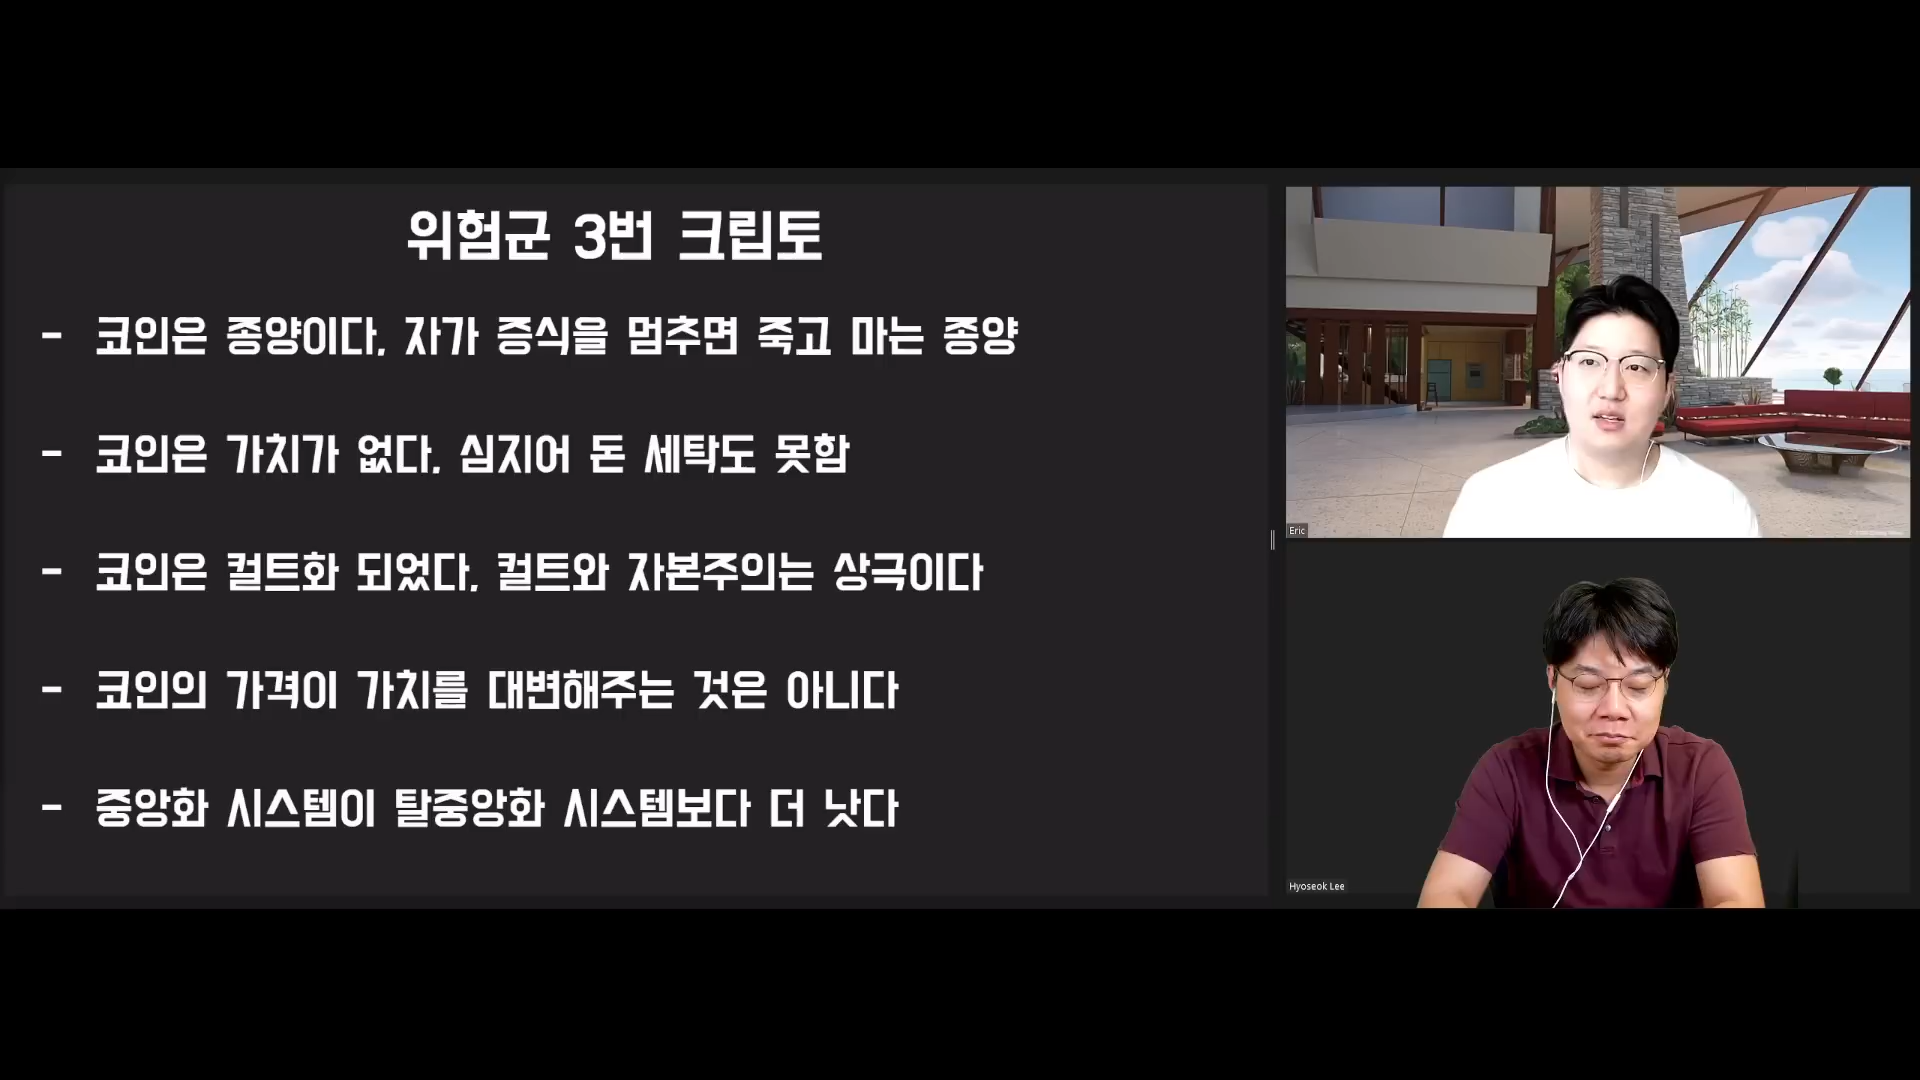 위험군 3번 크립토
- 코인은 종양이다, 자가 증식을 멈추면 죽고 마는 종양
- 코인은 가치가 없다, 심지어 돈 세탁도 못함
- 코인은 컬트화 되었다, 컬트와 자본주의는 상극이다
- 코인의 가격이 가치를 대변해주는 것은 아니다
- 중앙화 시스템이 탈중앙화 시스템보다 더 낫다
Eric
Hyoseok Lee